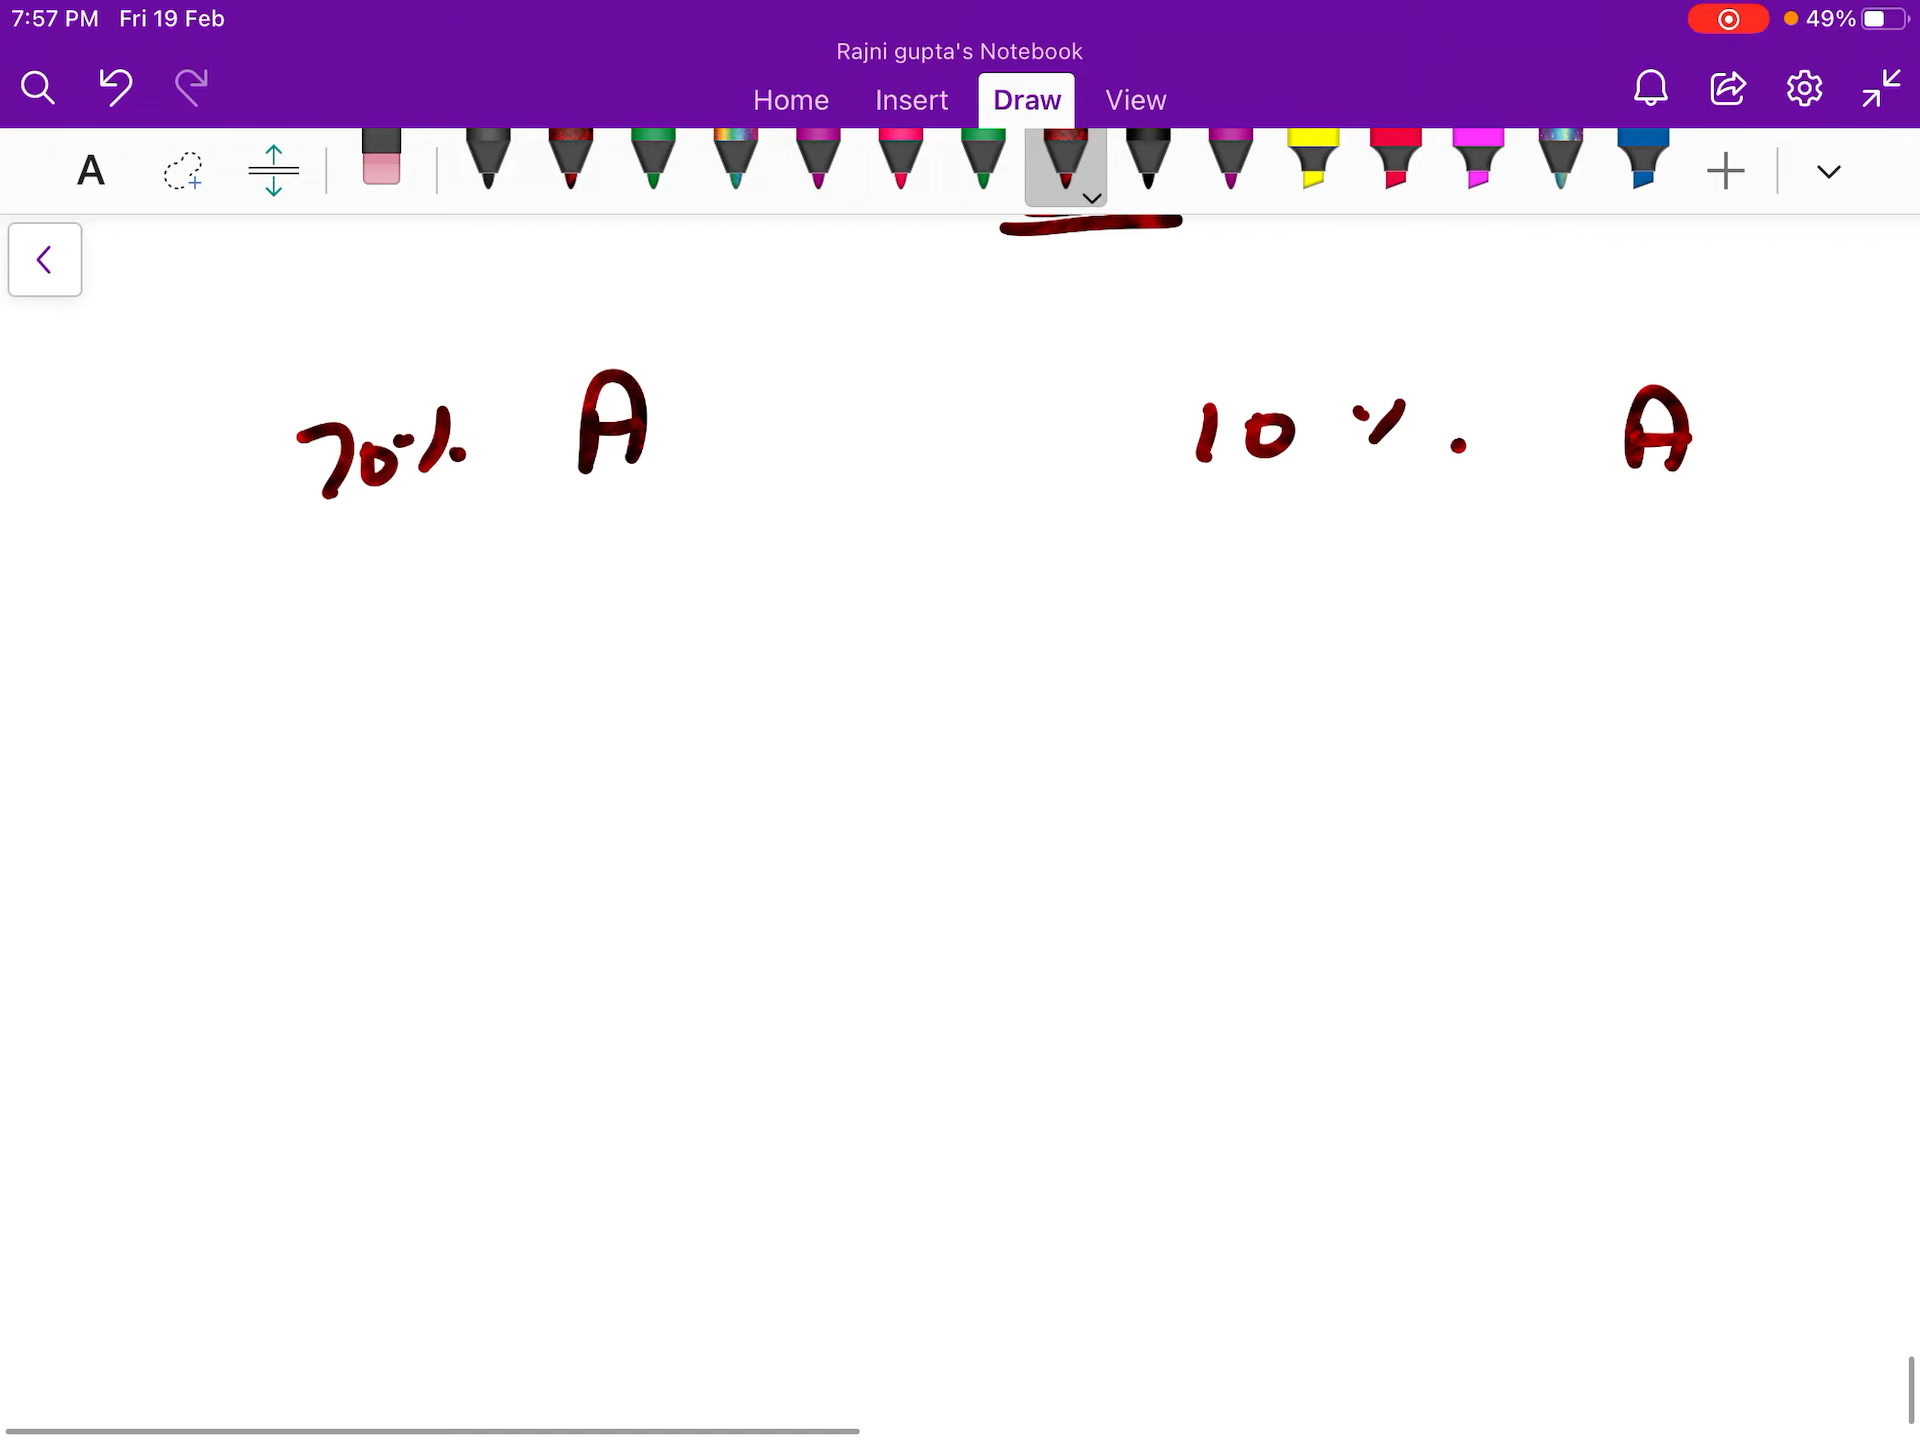 7:57 PM Fri 19 Feb 49%
Rajni gupta's Notebook
Home Insert Draw View
A
70% A 10 %. A